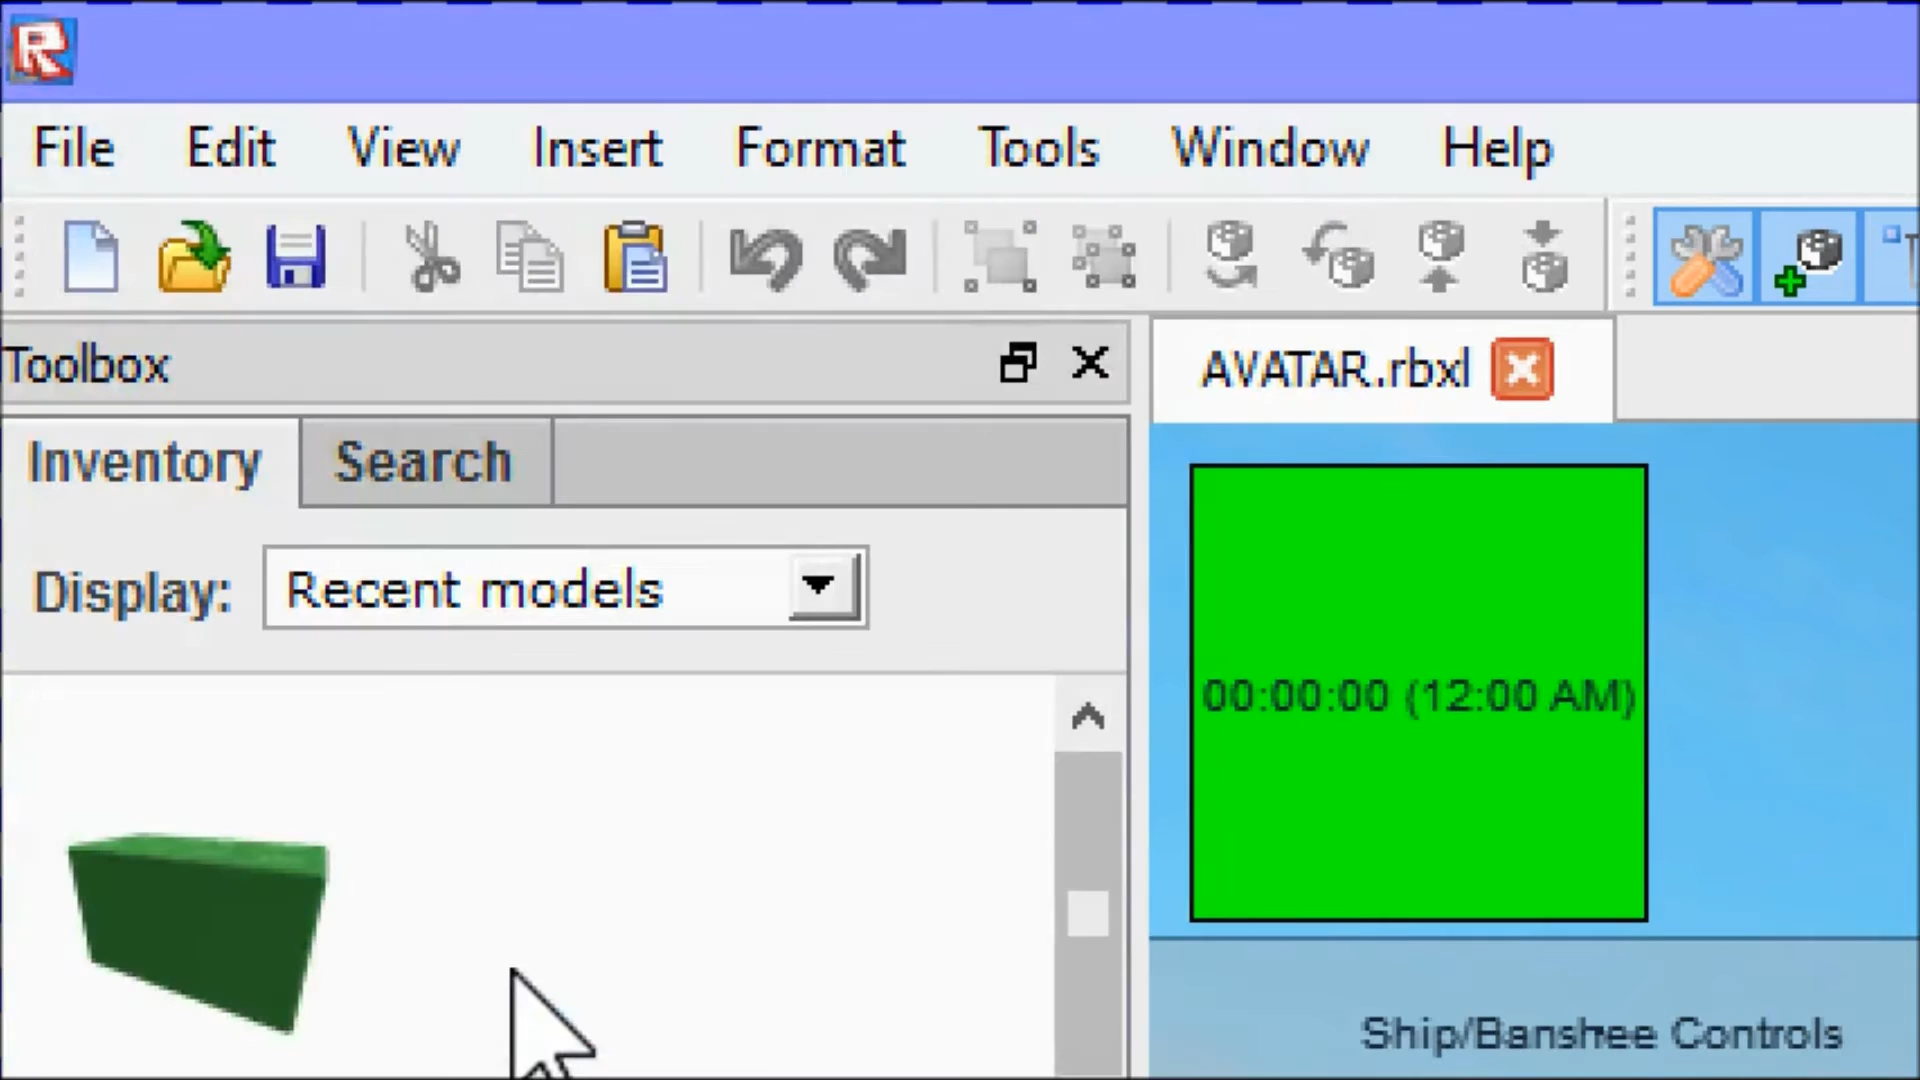 R
File Edit View Insert Format Tools Window Help
Toolbox
AVATAR.rbxl
Inventory Search
Display: Recent models
00:00:00 (12:00 AM)
Ship/Banshee Controls